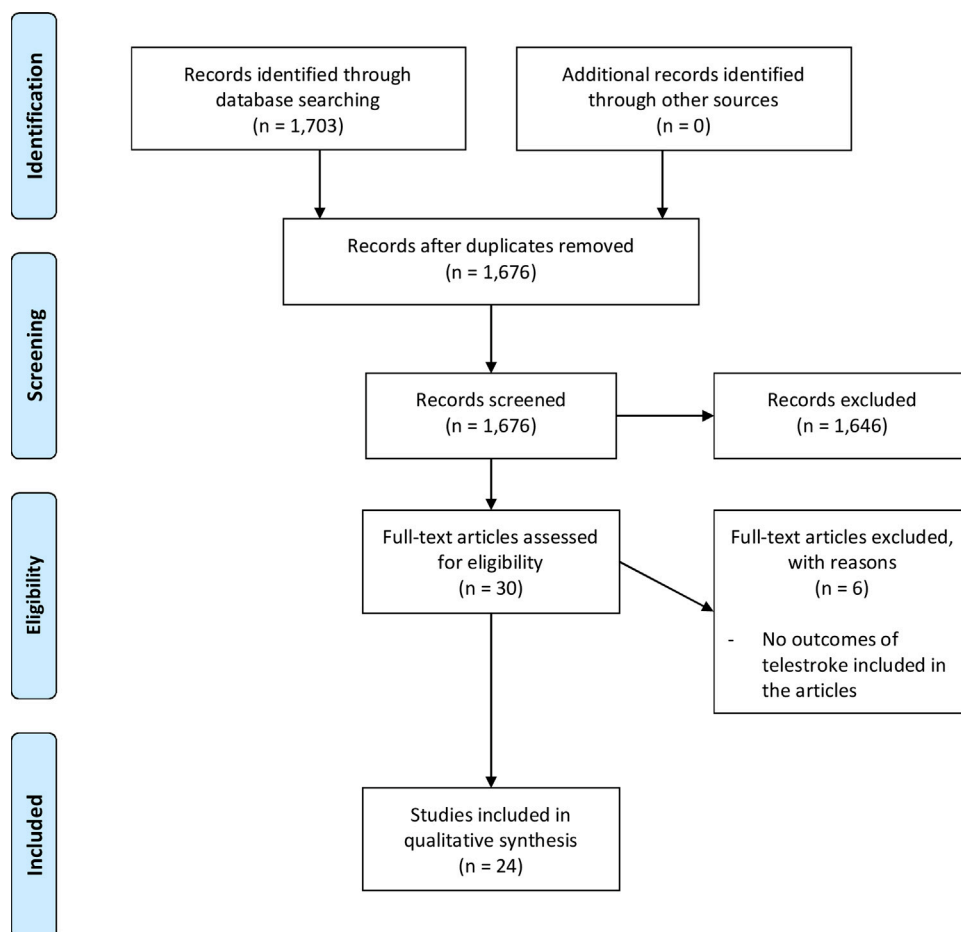 Identification
Records identified through
database searching
(n = 1,703)
Additional records identified
through other sources
(n = 0)
Screening
Records after duplicates removed
(n = 1,676)
Records screened
(n = 1,676)
Records excluded
(n = 1,646)
Eligibility
Full-text articles assessed
for eligibility
(n = 30)
Full-text articles excluded,
with reasons
(n = 6)
- No outcomes of
telestroke included in
the articles
Included
Studies included in
qualitative synthesis
(n = 24)